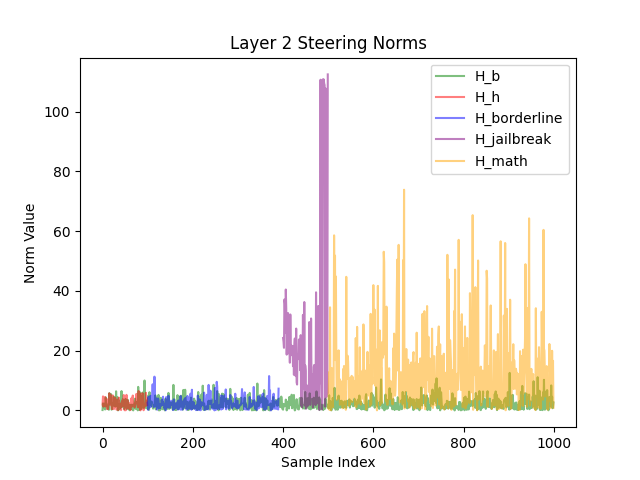 Layer 2 Steering Norms
H_b
H_h
H_borderline
H_jailbreak
H_math
Norm Value
100
80
60
40
20
0
0 200 400 600 800 1000
Sample Index